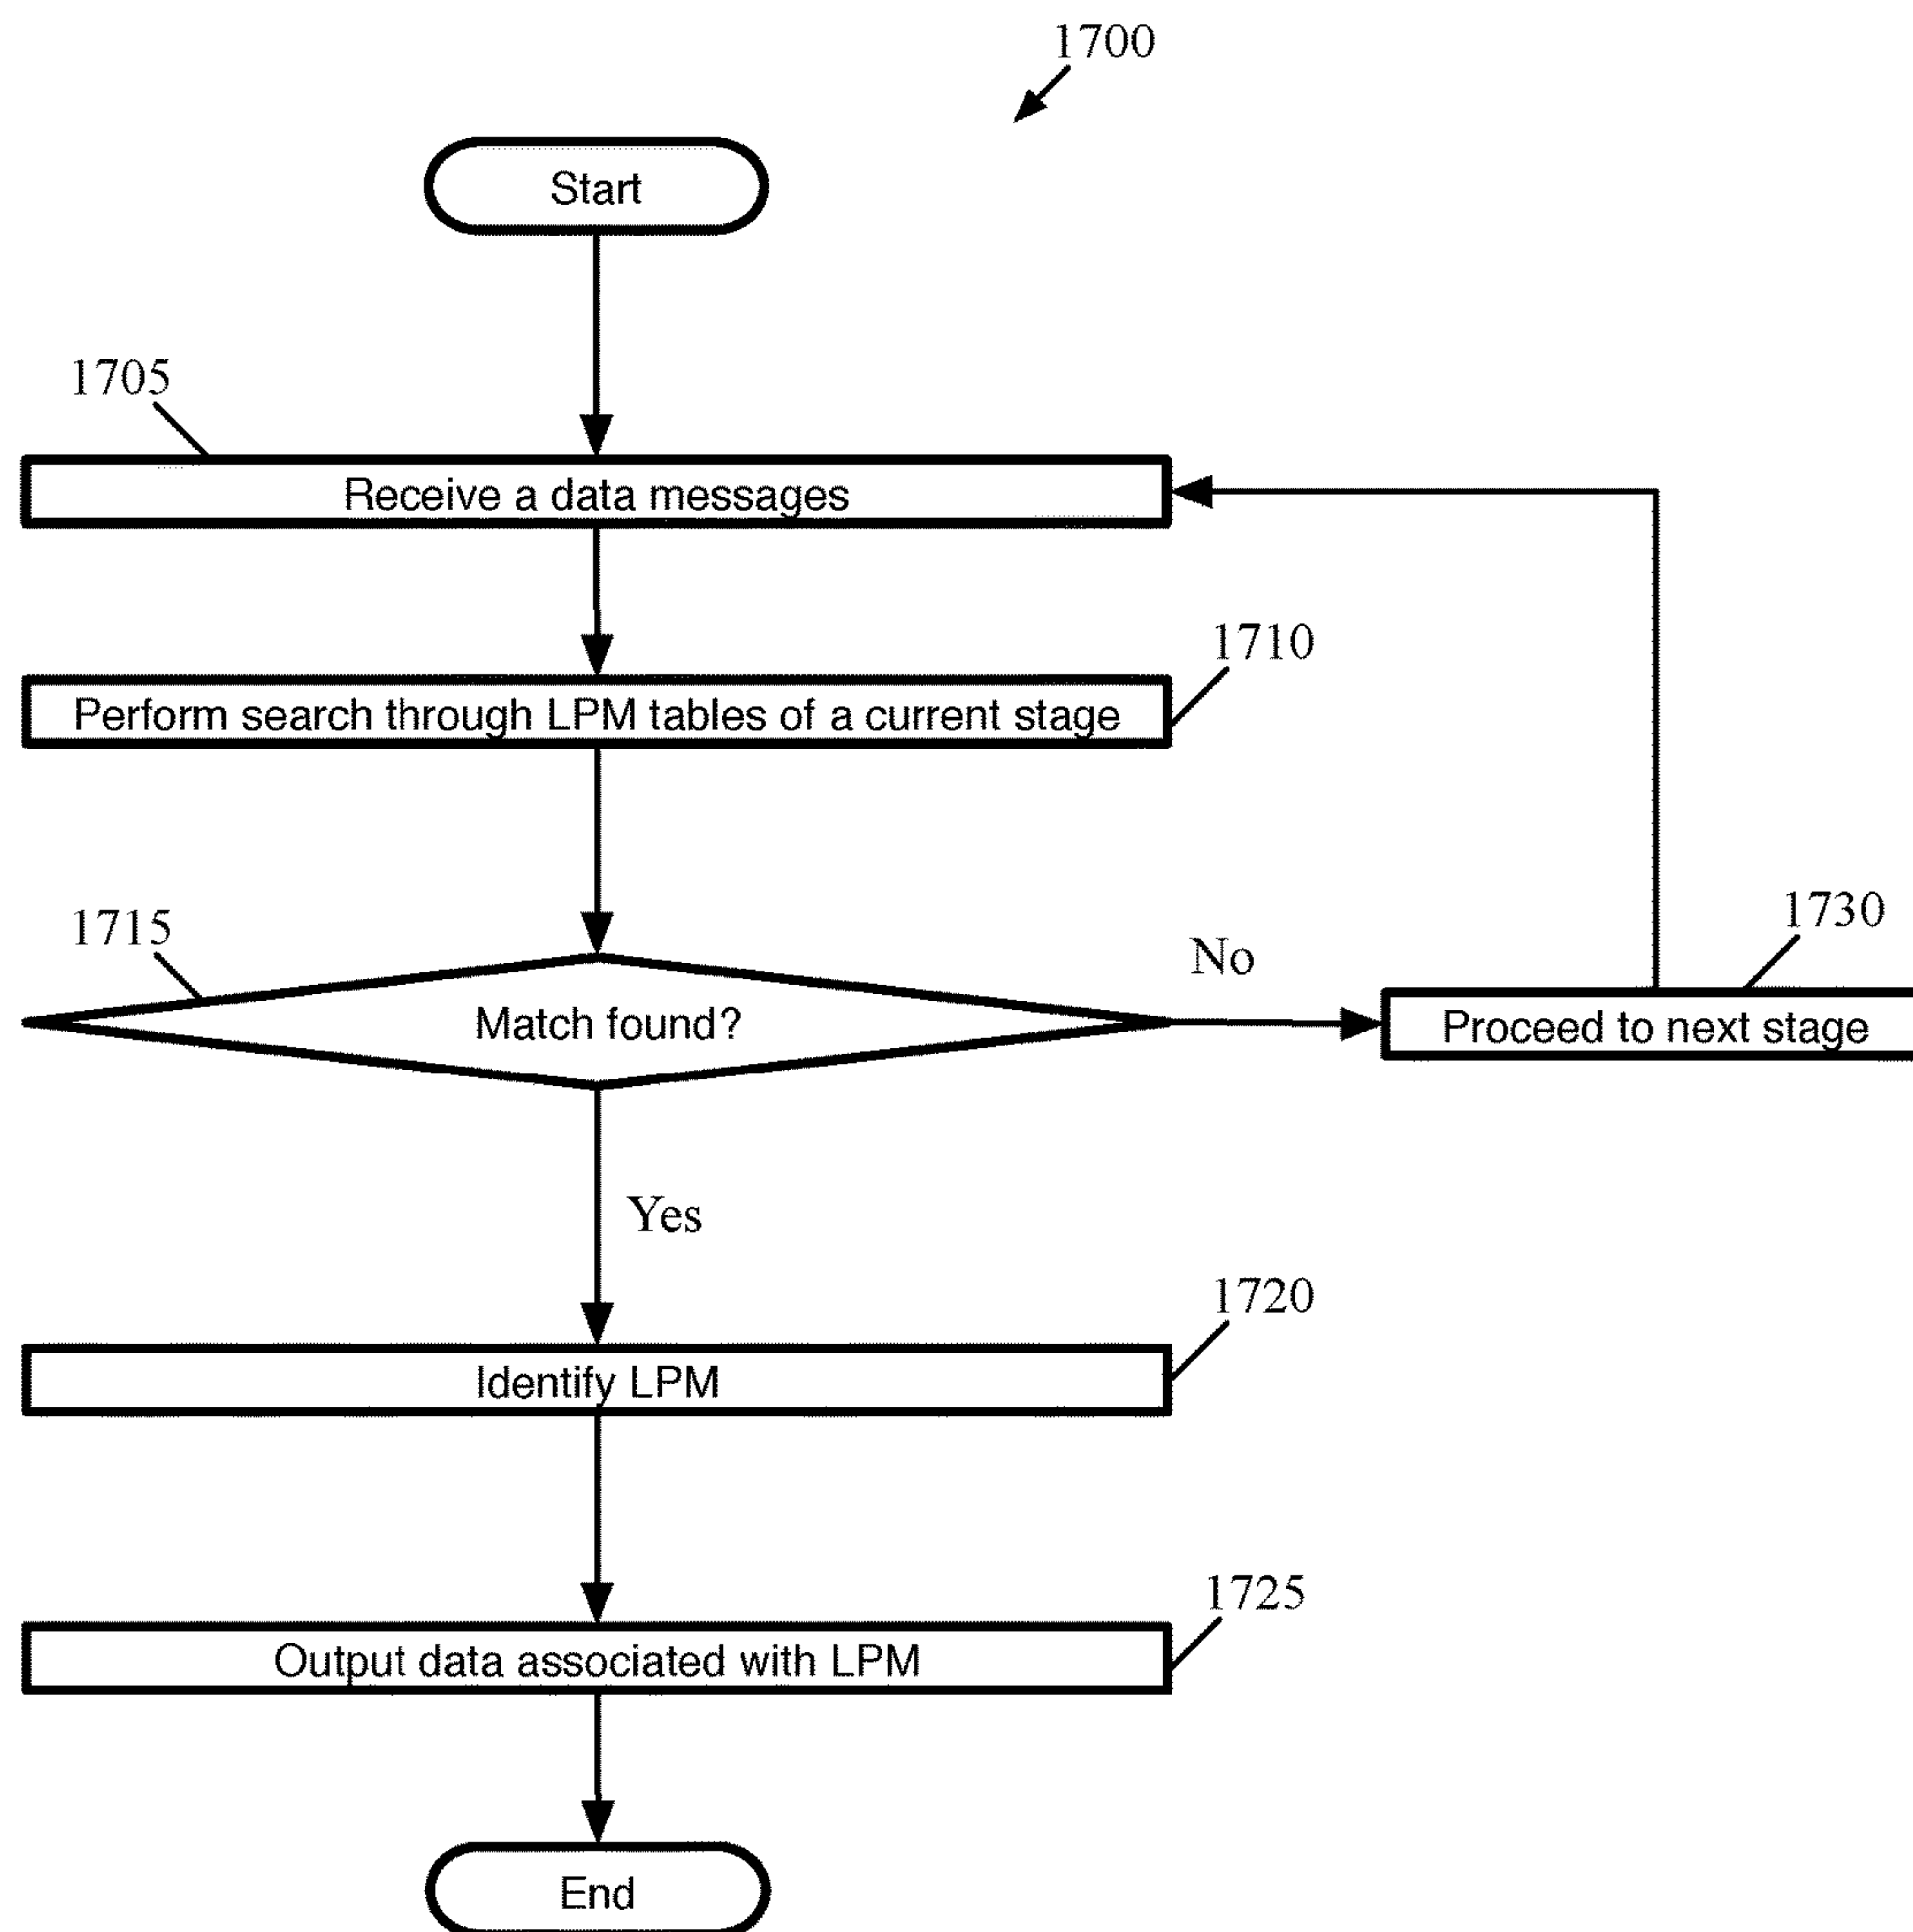 1700
Start
1705
Receive a data messages
1710
Perform search through LPM tables of a current stage
1715
Match found?
No
1730
Proceed to next stage
Yes
1720
Identify LPM
1725
Output data associated with LPM
End